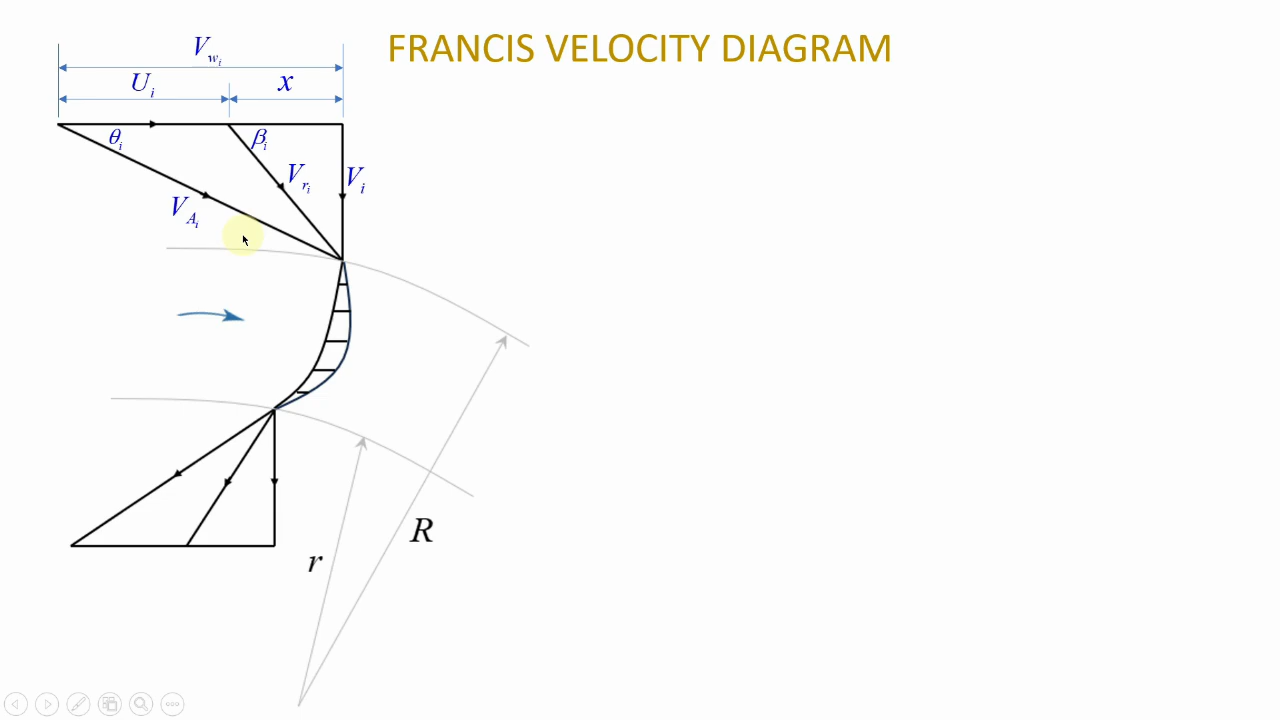 FRANCIS VELOCITY DIAGRAM
V_{w_i}
U_i
x
θ_i
β_i
V_{r_i}
V_i
V_{A_i}
R
r